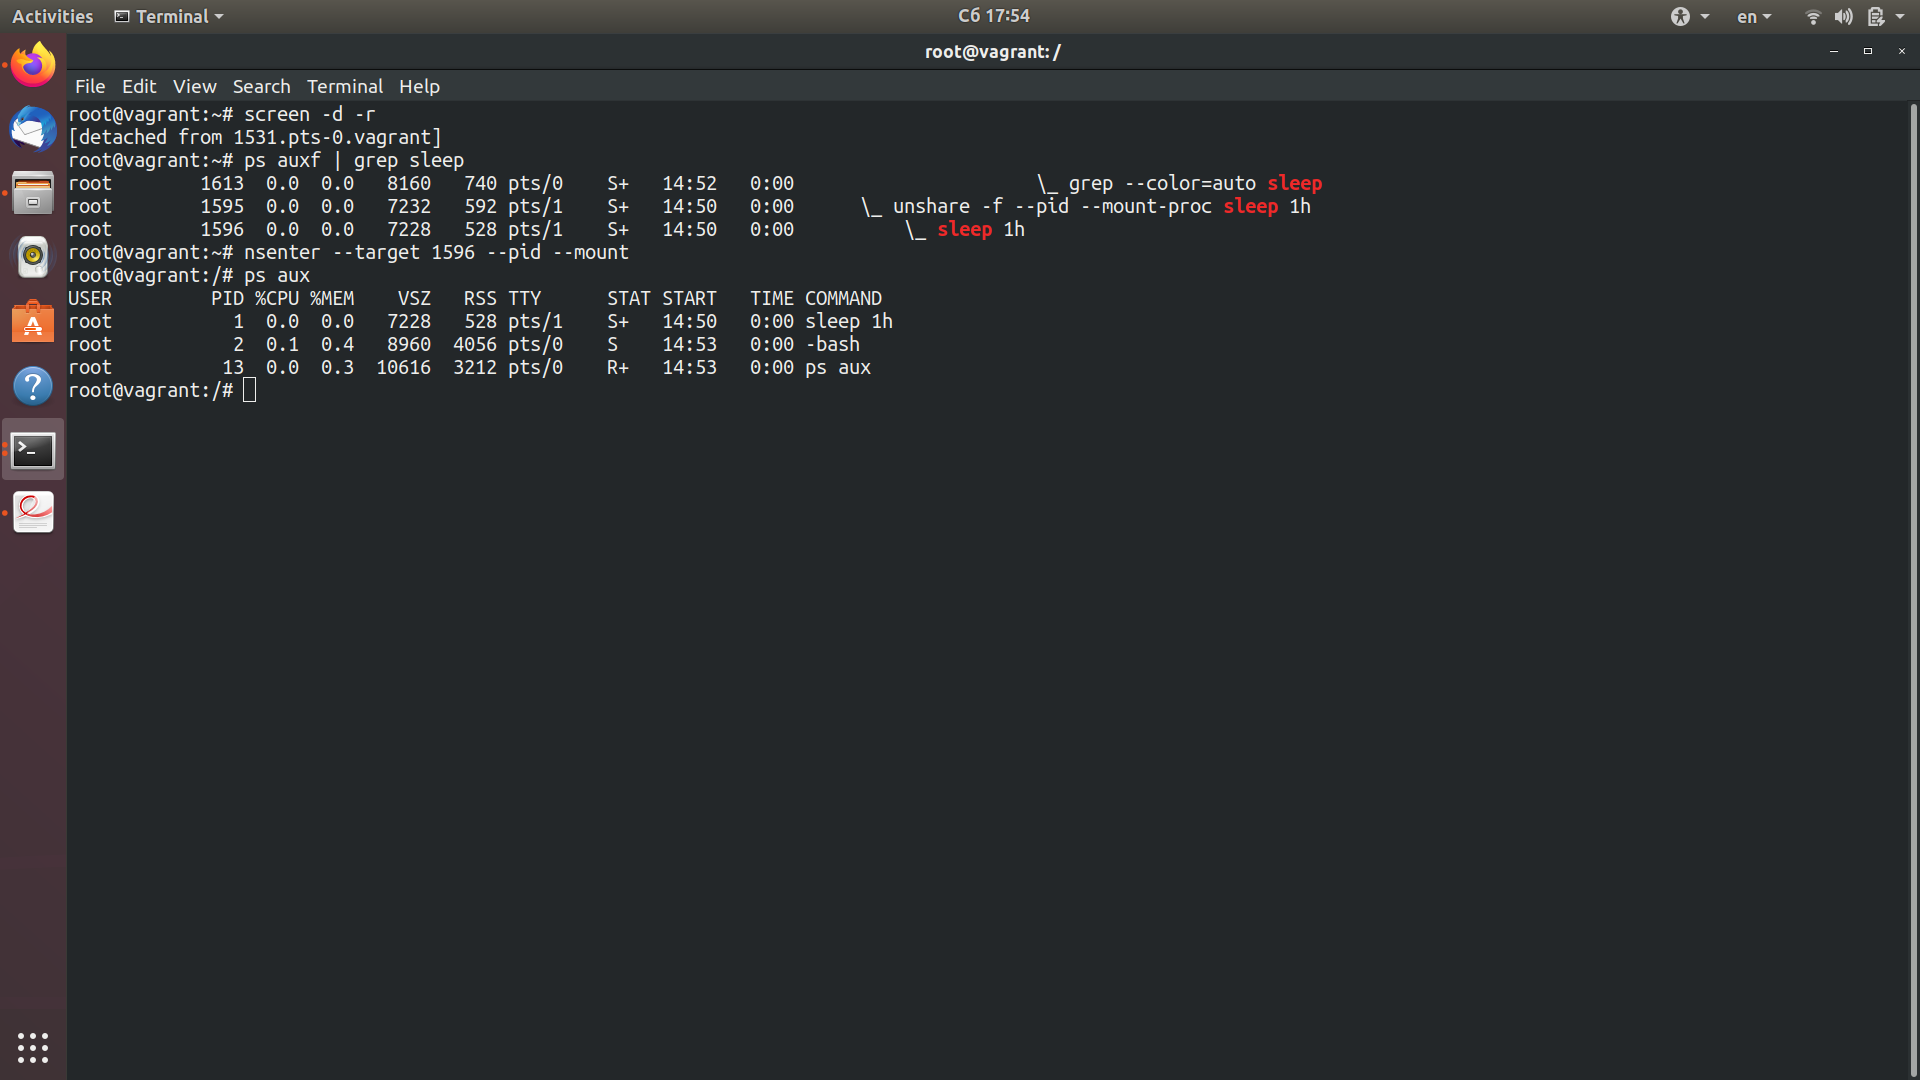 Activities Terminal Сб 17:54 en
root@vagrant: /
File Edit View Search Terminal Help
root@vagrant:~# screen -d -r
[detached from 1531.pts-0.vagrant]
root@vagrant:~# ps auxf | grep sleep
root        1613  0.0  0.0   8160   740 pts/0    S+   14:52   0:00                      \_ grep --color=auto sleep
root        1595  0.0  0.0   7232   592 pts/1    S+   14:50   0:00      \_ unshare -f --pid --mount-proc sleep 1h
root        1596  0.0  0.0   7228   528 pts/1    S+   14:50   0:00          \_ sleep 1h
root@vagrant:~# nsenter --target 1596 --pid --mount
root@vagrant:/# ps aux
USER         PID %CPU %MEM    VSZ   RSS TTY      STAT START   TIME COMMAND
root           1  0.0  0.0   7228   528 pts/1    S+   14:50   0:00 sleep 1h
root           2  0.1  0.4   8960  4056 pts/0    S    14:53   0:00 -bash
root          13  0.0  0.3  10616  3212 pts/0    R+   14:53   0:00 ps aux
root@vagrant:/#